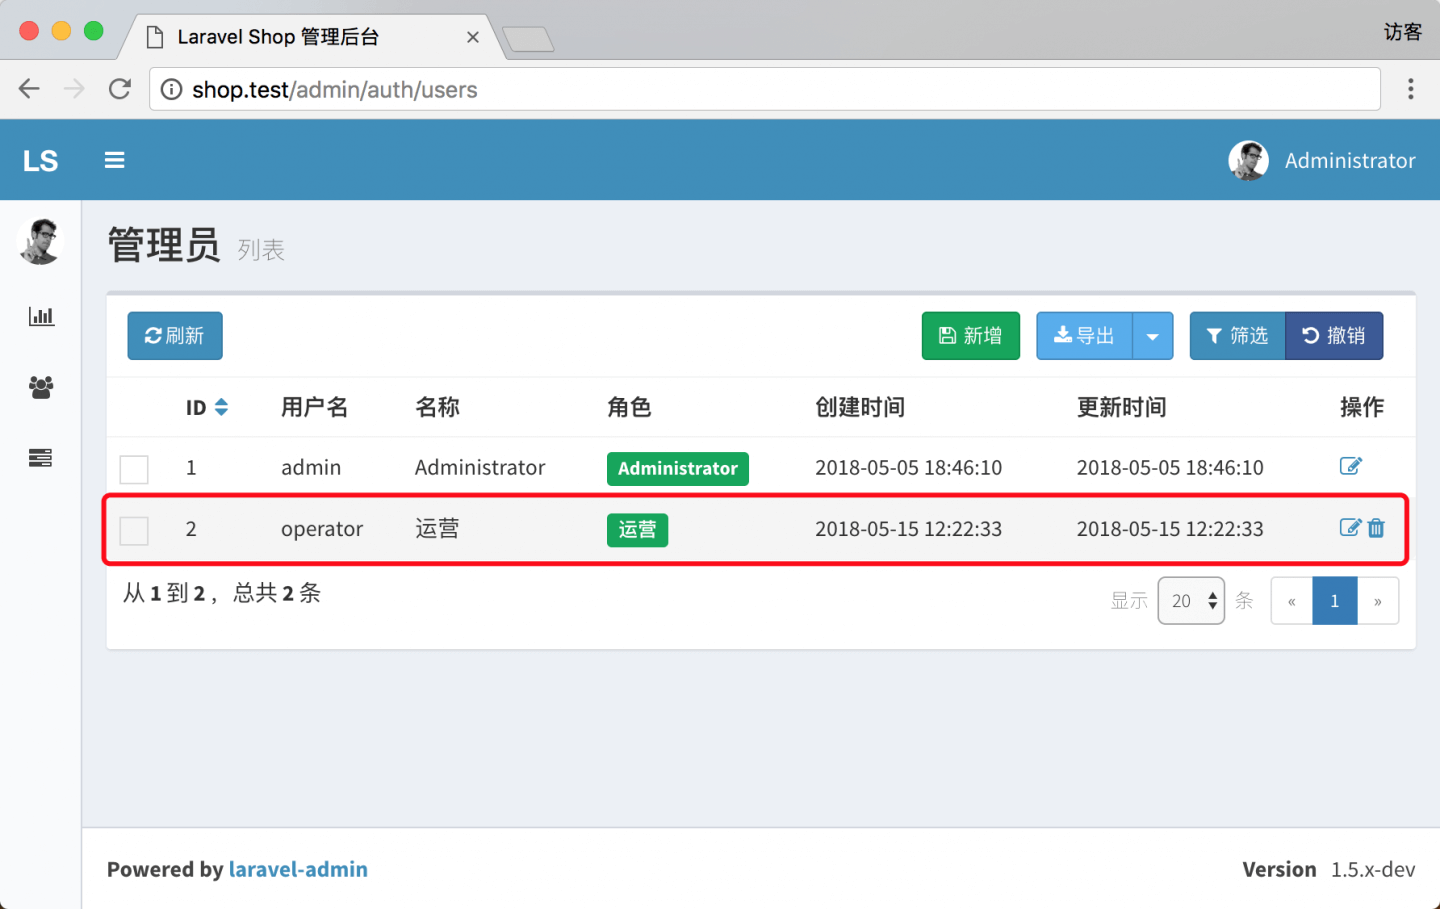 Laravel Shop 管理后台
访客
shop.test/admin/auth/users
LS
Administrator
管理员 列表
刷新 新增 导出 筛选 撤销
ID 用户名 名称 角色 创建时间 更新时间 操作
1 admin Administrator Administrator 2018-05-05 18:46:10 2018-05-05 18:46:10
2 operator 运营 运营 2018-05-15 12:22:33 2018-05-15 12:22:33
从 1 到 2 ，总共 2 条 显示 20 条 « 1 »
Powered by laravel-admin Version 1.5.x-dev